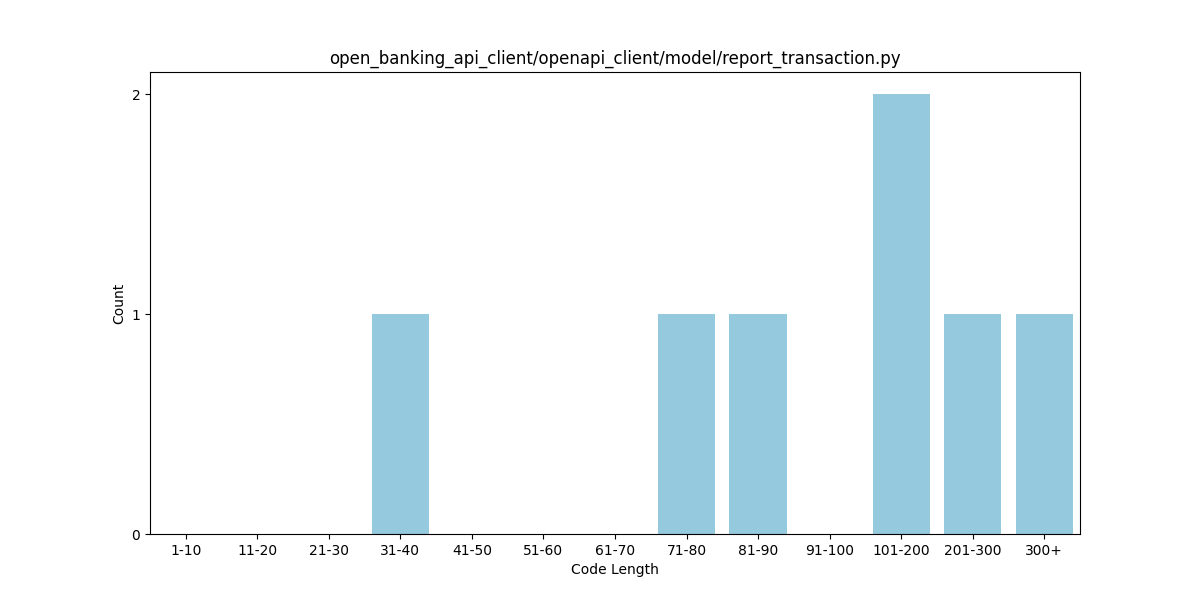 open_banking_api_client/openapi_client/model/report_transaction.py
2
1
0
Count
1-10 11-20 21-30 31-40 41-50 51-60 61-70 71-80 81-90 91-100 101-200 201-300 300+
Code Length